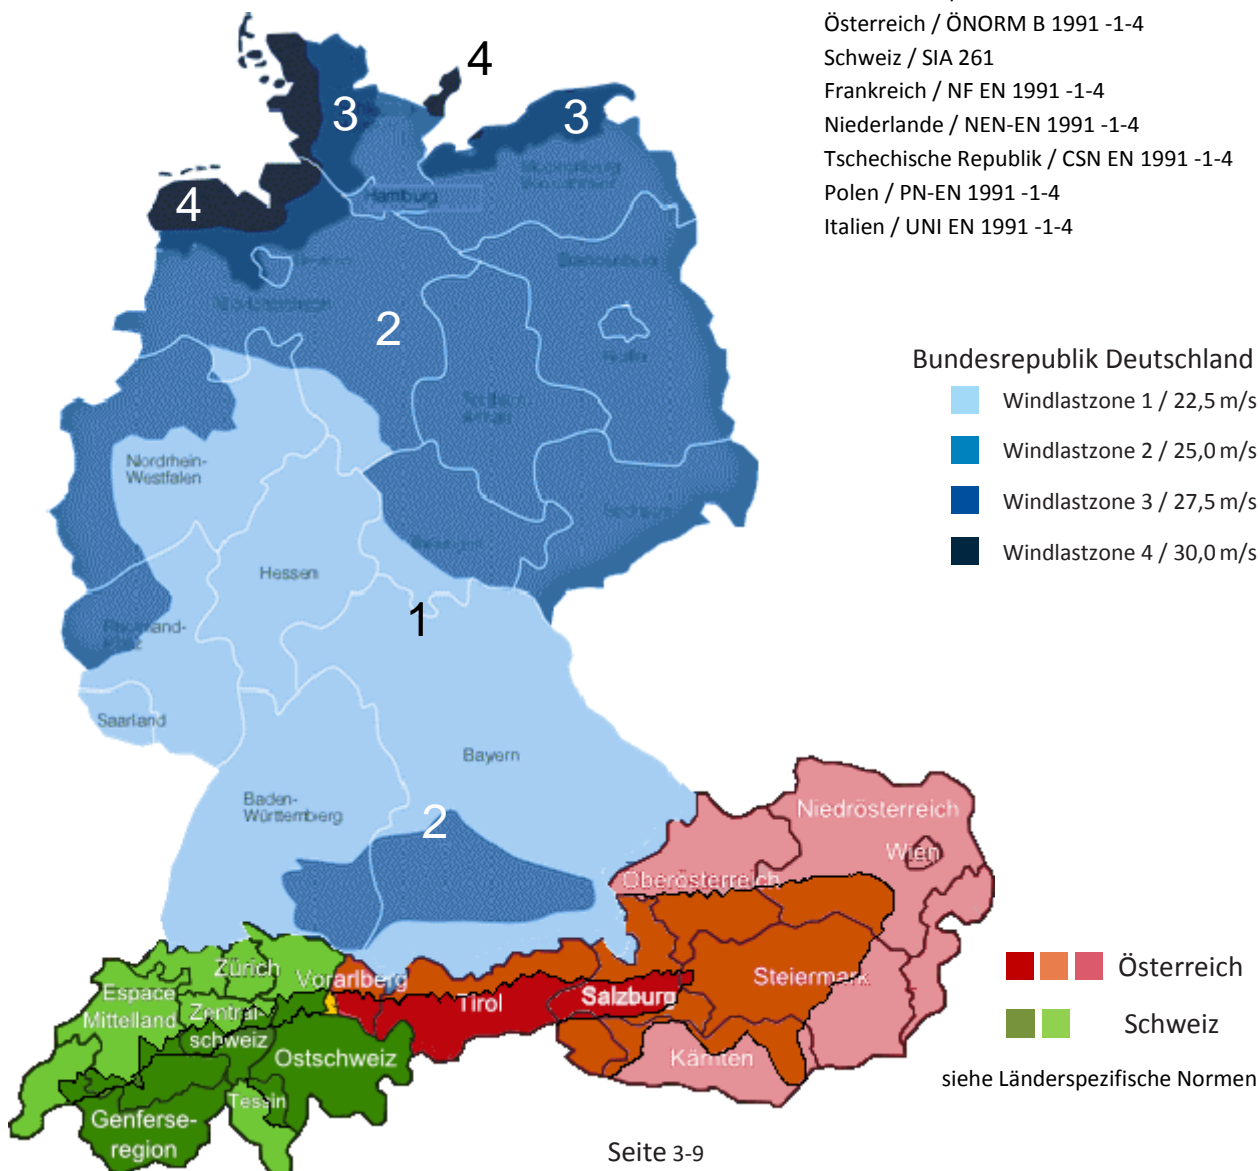 Österreich / ÖNORM B 1991 -1-4
Schweiz / SIA 261
Frankreich / NF EN 1991 -1-4
Niederlande / NEN-EN 1991 -1-4
Tschechische Republik / CSN EN 1991 -1-4
Polen / PN-EN 1991 -1-4
Italien / UNI EN 1991 -1-4
4
3
3
4
Hamburg
2
Bundesrepublik Deutschland
Windlastzone 1 / 22,5 m/s
Windlastzone 2 / 25,0 m/s
Windlastzone 3 / 27,5 m/s
Windlastzone 4 / 30,0 m/s
Nordrhein-
Westfalen
Hessen
1
Saarland
Bayern
Baden-
Württemberg
2
Niedrösterreich
Wien
Oberösterreich
Zürich
Vorarlberg
Espace
Mittelland
Zentral-
schweiz
Tirol
Salzburg
Steiermark
Ostschweiz
Kärnten
Tessin
Genferse-
region
Österreich
Schweiz
siehe Länderspezifische Normen
Seite 3-9